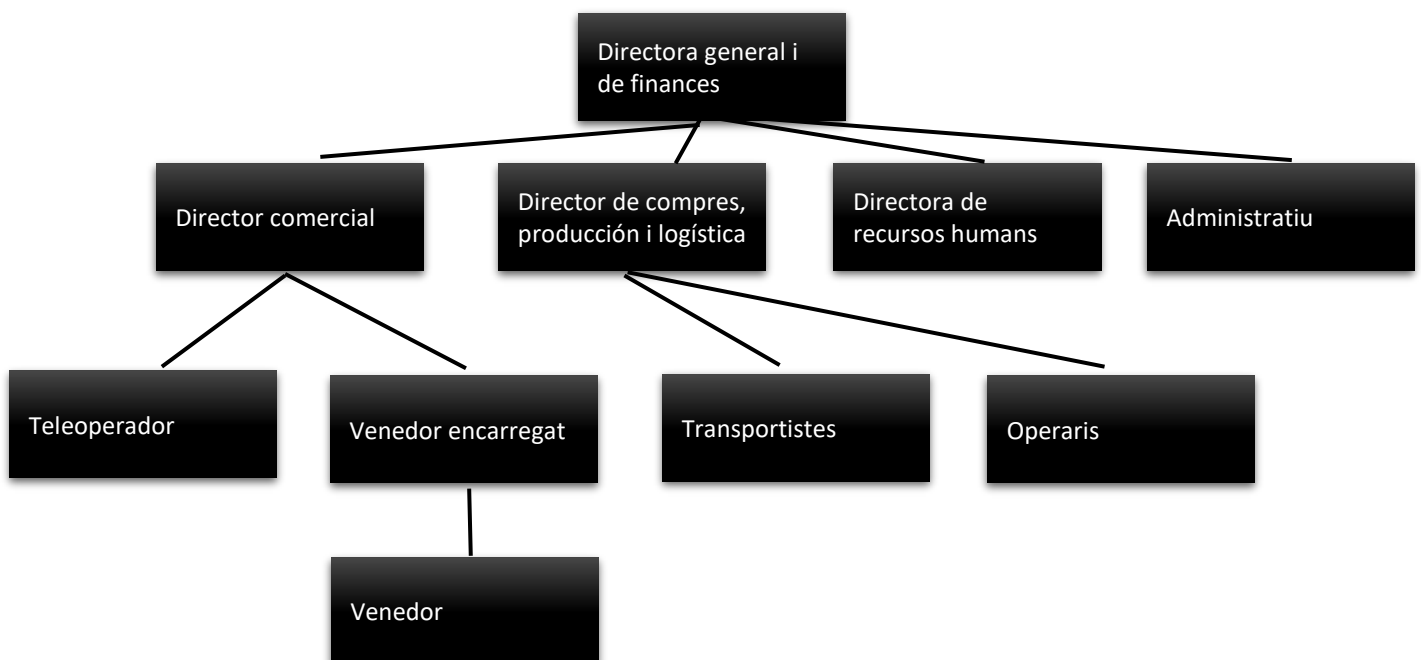 Directora general i
de finances
Director comercial
Director de compres,
producción i logística
Directora de
recursos humans
Administratiu
Teleoperador
Venedor encarregat
Transportistes
Operaris
Venedor